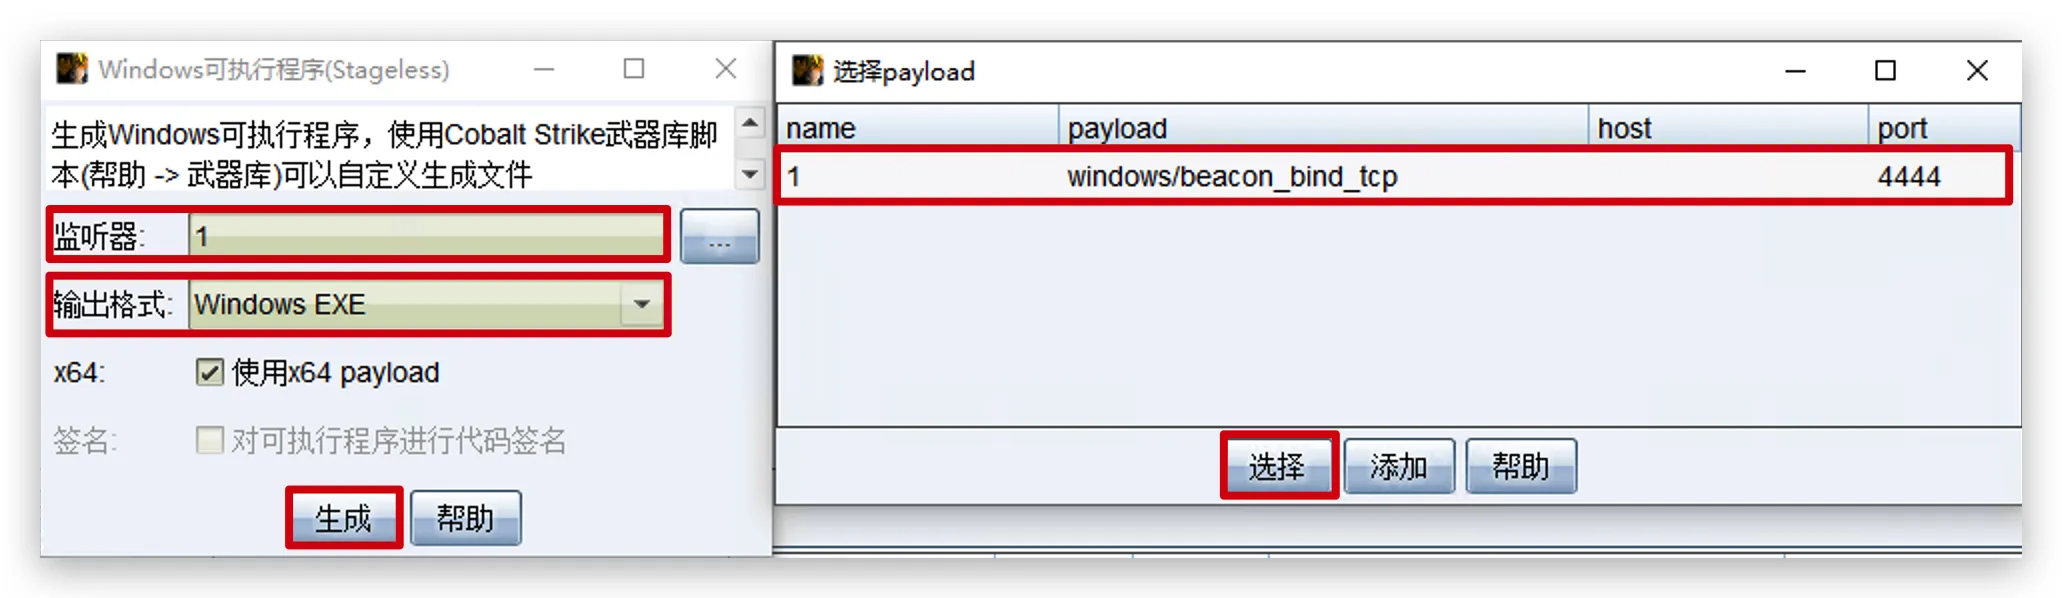 Windows可执行程序(Stageless)
生成Windows可执行程序，使用Cobalt Strike武器库脚
本(帮助 -> 武器库)可以自定义生成文件
监听器: 1 ...
输出格式: Windows EXE
x64: 使用x64 payload
签名: 对可执行程序进行代码签名
生成 帮助
选择payload
name payload host port
1 windows/beacon_bind_tcp 4444
选择 添加 帮助